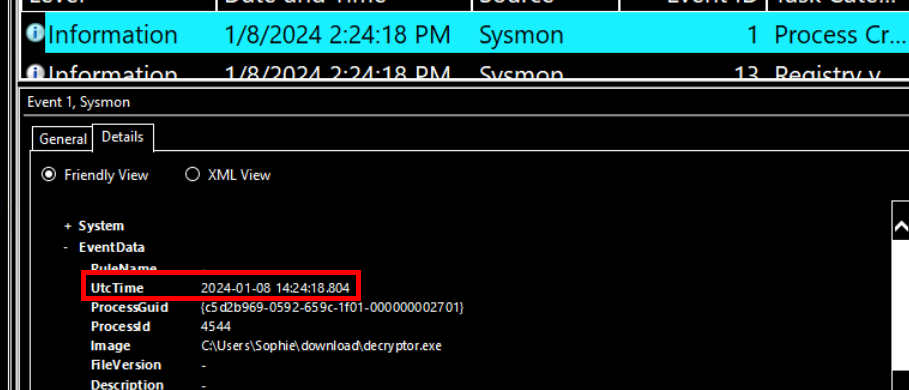 Level Date and Time Source Event ID Task Cate...
Information 1/8/2024 2:24:18 PM Sysmon 1 Process Cr...
Information 1/8/2024 2:24:18 PM Sysmon 13 Registry v
Event 1, Sysmon
General Details
Friendly View XML View
+ System
- EventData
RuleName -
UtcTime 2024-01-08 14:24:18.804
ProcessGuid {c5d2b969-0592-659c-1f01-000000002701}
ProcessId 4544
Image C:\Users\Sophie\download\decryptor.exe
FileVersion -
Description -